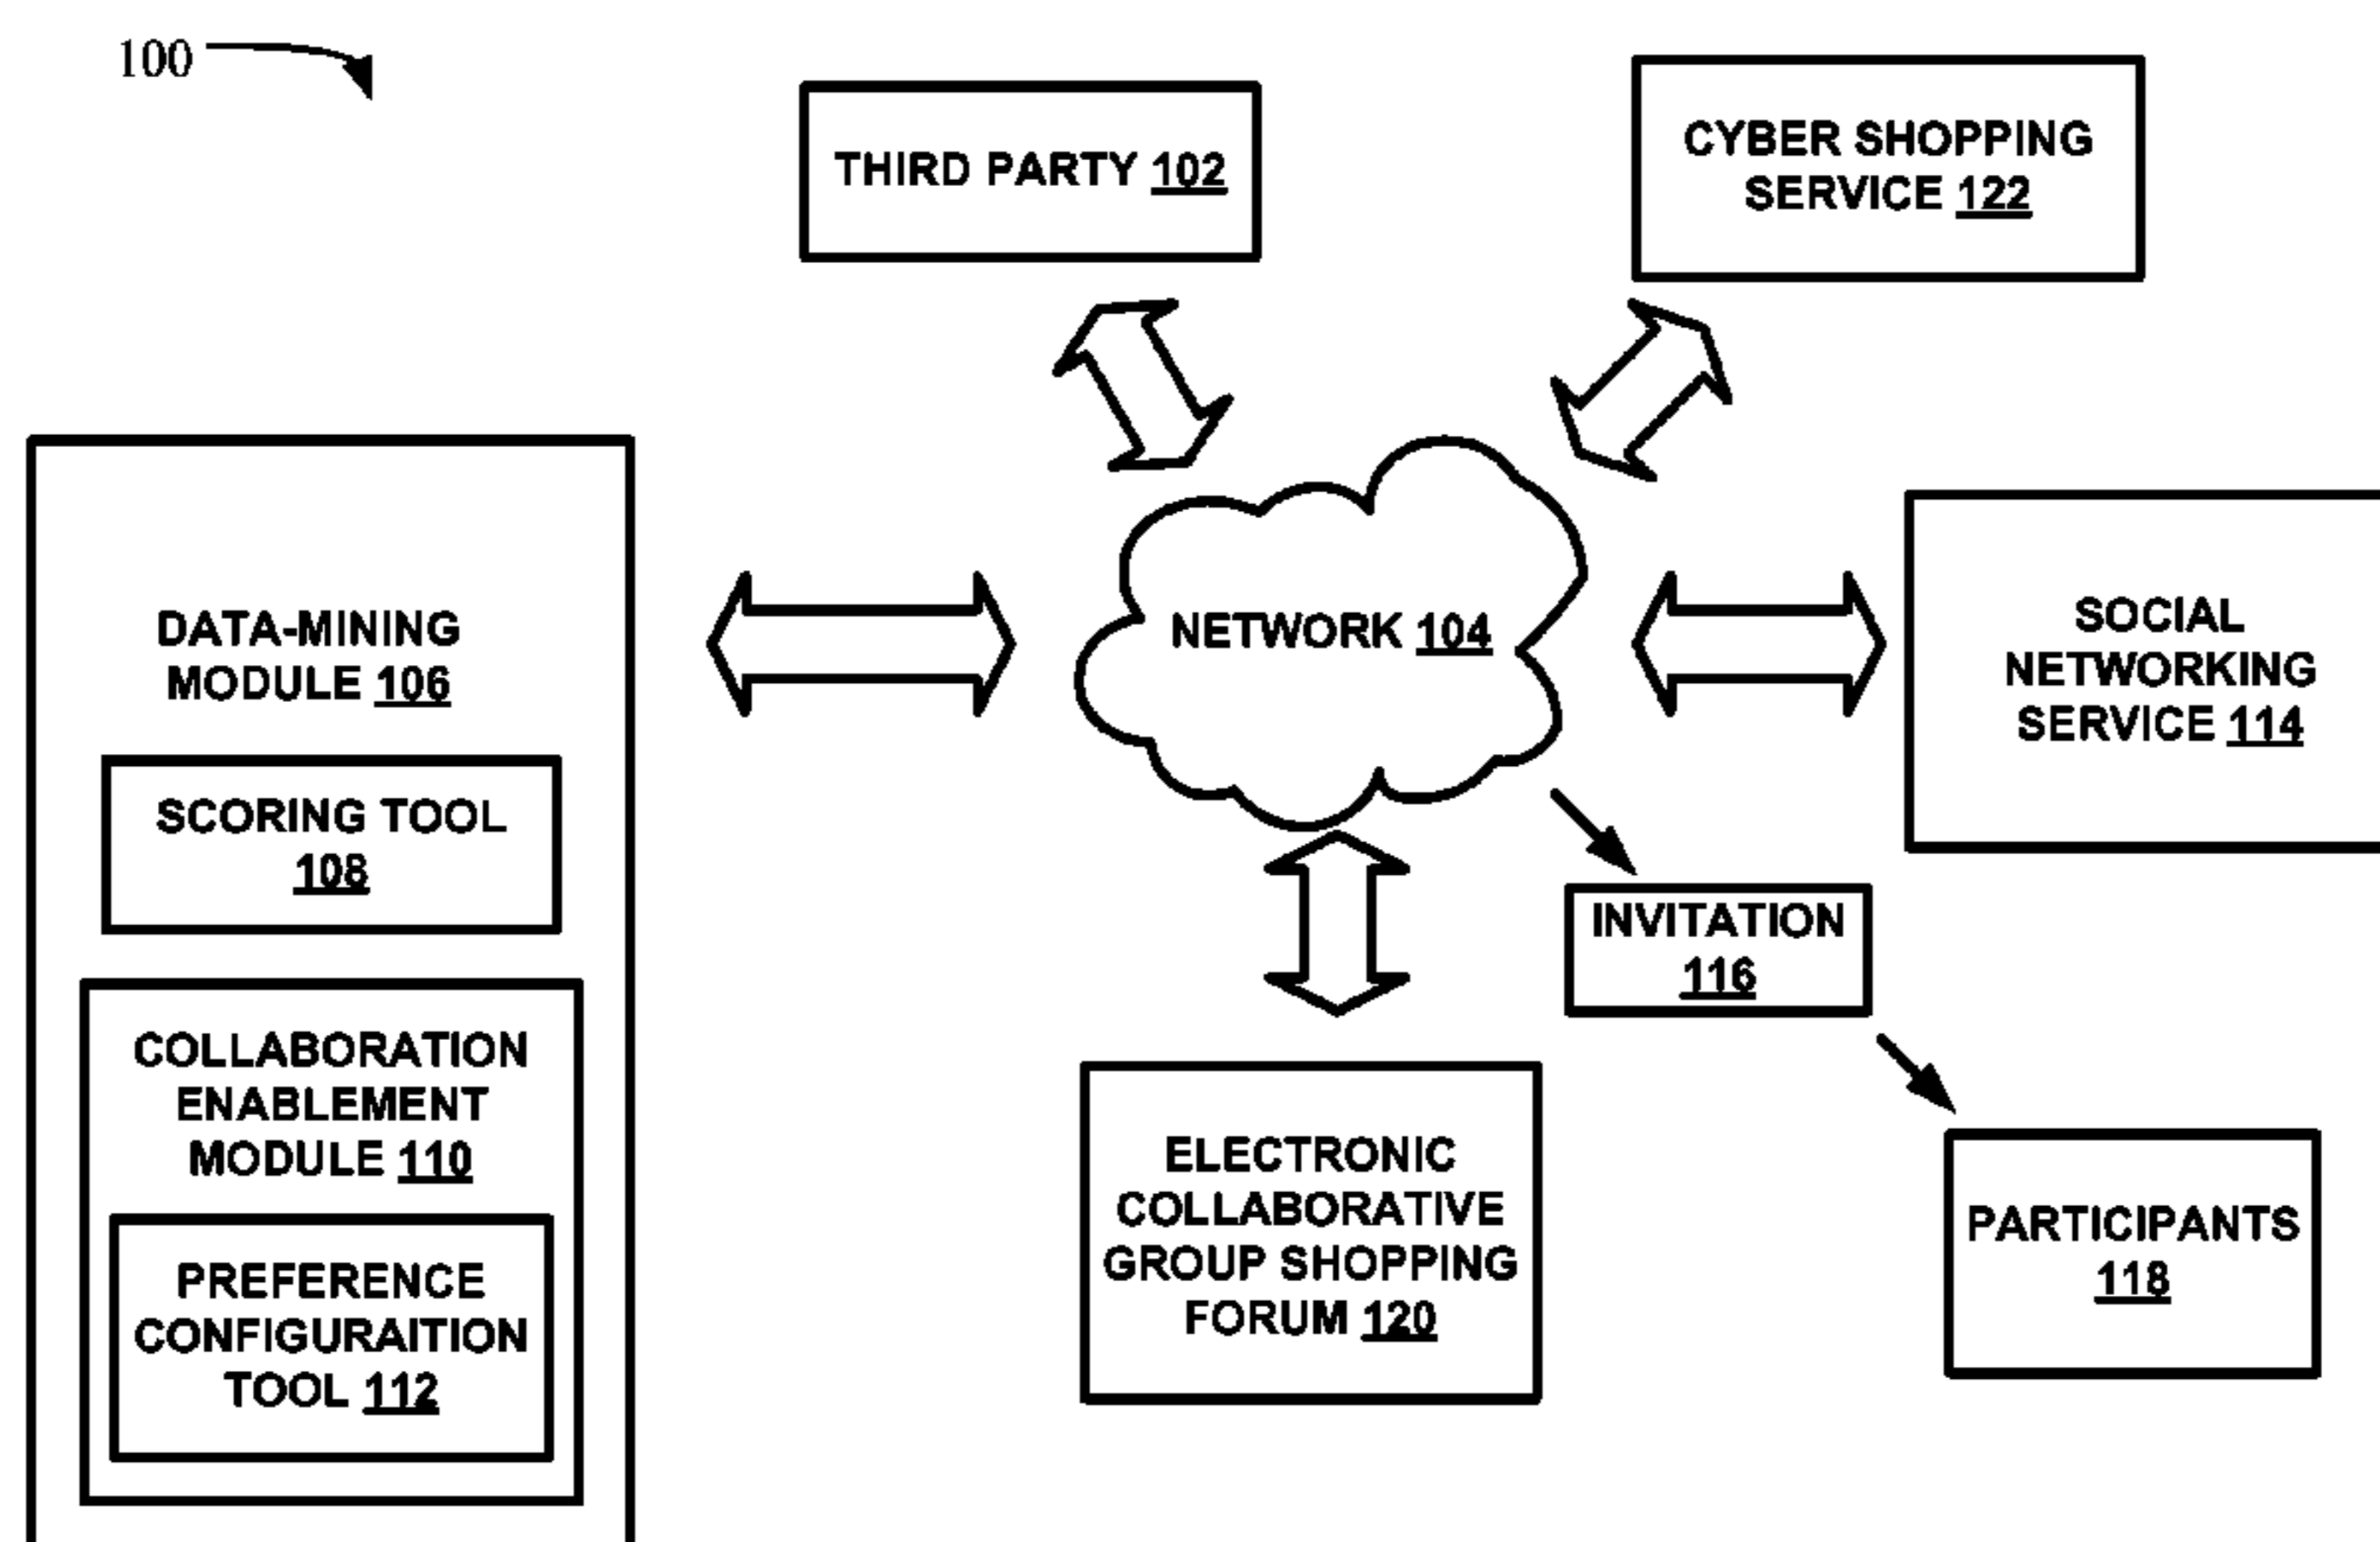 100
THIRD PARTY 102
CYBER SHOPPING
SERVICE 122
DATA-MINING
MODULE 106
SCORING TOOL
108
COLLABORATION
ENABLEMENT
MODULE 110
PREFERENCE
CONFIGURAITION
TOOL 112
NETWORK 104
SOCIAL
NETWORKING
SERVICE 114
INVITATION
116
ELECTRONIC
COLLABORATIVE
GROUP SHOPPING
FORUM 120
PARTICIPANTS
118